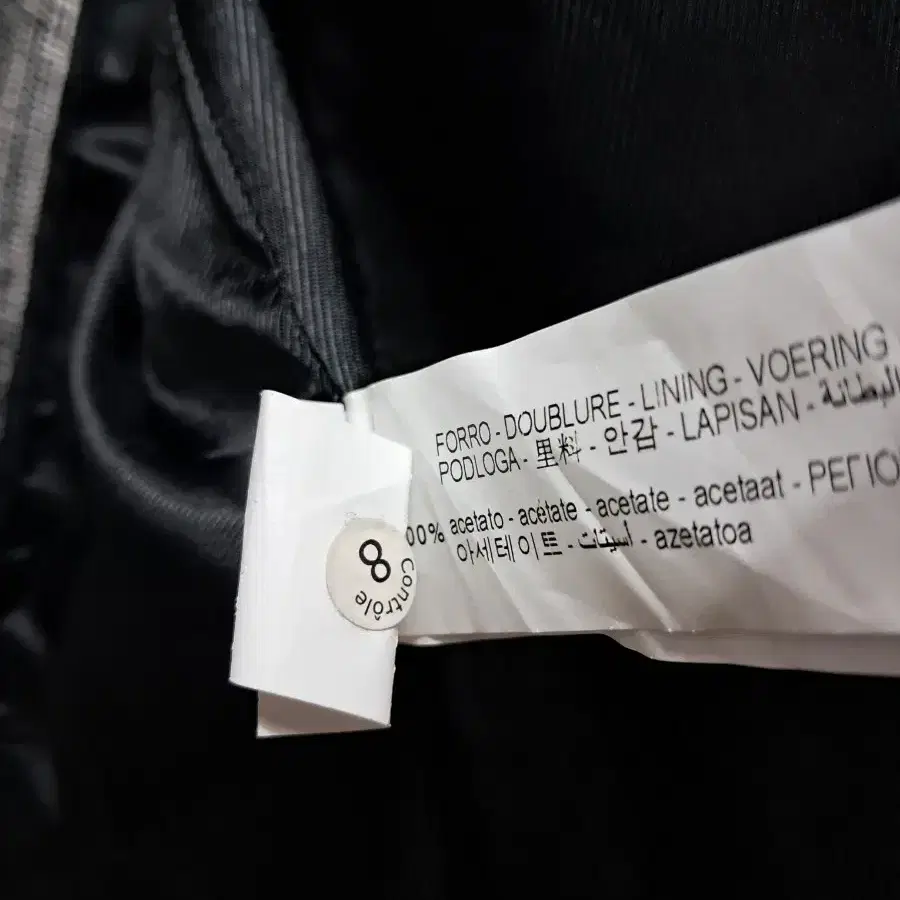 FORRO - DOUBLURE - LINING - VOERING
PODLOGA - 里料 - 안감 - LAPISAN - البطانة
00% acetato - acétate - acetate - acetaat - РЕГІО
아세테이트 - أسيتات - azetatoa
8
Contrôle